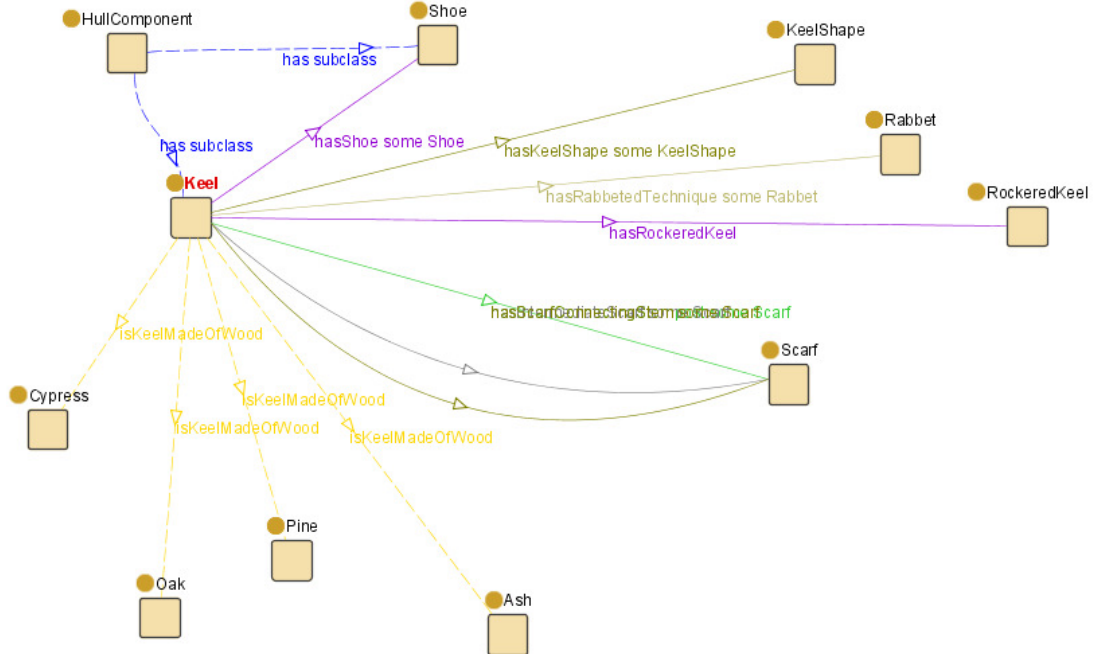 HullComponent
Shoe
KeelShape
has subclass
Rabbet
has subclass
hasShoe some Shoe
hasKeelShape some KeelShape
Keel
hasRabbetedTechnique some Rabbet
RockeredKeel
hasRockeredKeel
Scarf
isKeelMadeOfWood
Scarf
Cypress
isKeelMadeOfWood
isKeelMadeOfWood
isKeelMadeOfWood
Pine
Oak
Ash